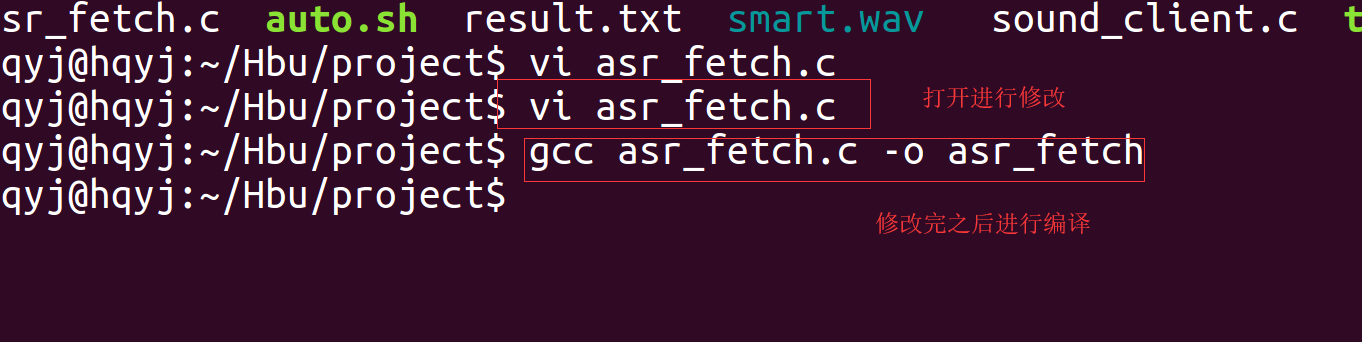 sr_fetch.c auto.sh result.txt smart.wav sound_client.c t
qyj@hqyj:~/Hbu/project$ vi asr_fetch.c
qyj@hqyj:~/Hbu/project$ vi asr_fetch.c
打开进行修改
qyj@hqyj:~/Hbu/project$ gcc asr_fetch.c -o asr_fetch
qyj@hqyj:~/Hbu/project$
修改完之后进行编译